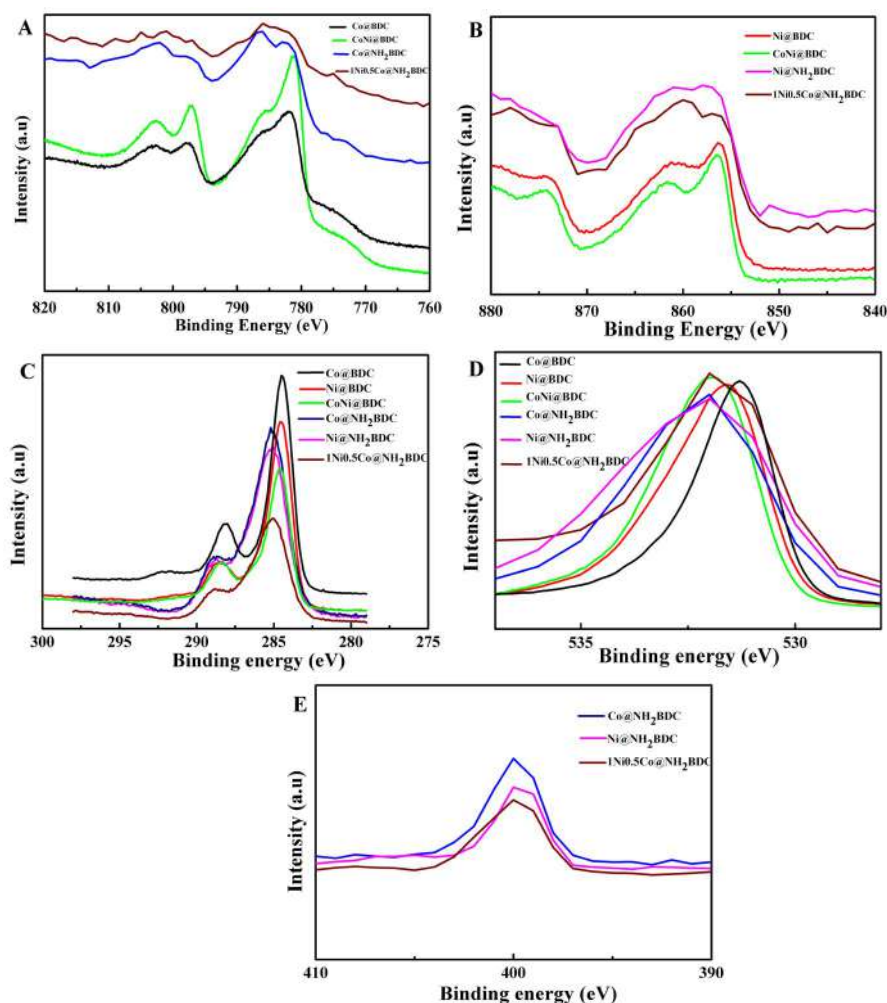 A
Co@BDC
CoNi@BDC
Co@NH2BDC
1Ni0.5Co@NH2BDC
Intensity (a.u)
820 810 800 790 780 770 760
Binding Energy (eV)
B
Ni@BDC
CoNi@BDC
Ni@NH2BDC
1Ni0.5Co@NH2BDC
Intensity (a.u)
880 870 860 850 840
Binding Energy (eV)
C
Co@BDC
Ni@BDC
CoNi@BDC
Co@NH2BDC
Ni@NH2BDC
1Ni0.5Co@NH2BDC
Intensity (a.u)
300 295 290 285 280 275
Binding energy (eV)
D
Co@BDC
Ni@BDC
CoNi@BDC
Co@NH2BDC
Ni@NH2BDC
1Ni0.5Co@NH2BDC
Intensity (a.u)
535 530
Binding energy (eV)
E
Co@NH2BDC
Ni@NH2BDC
1Ni0.5Co@NH2BDC
Intensity (a.u)
410 400 390
Binding energy (eV)